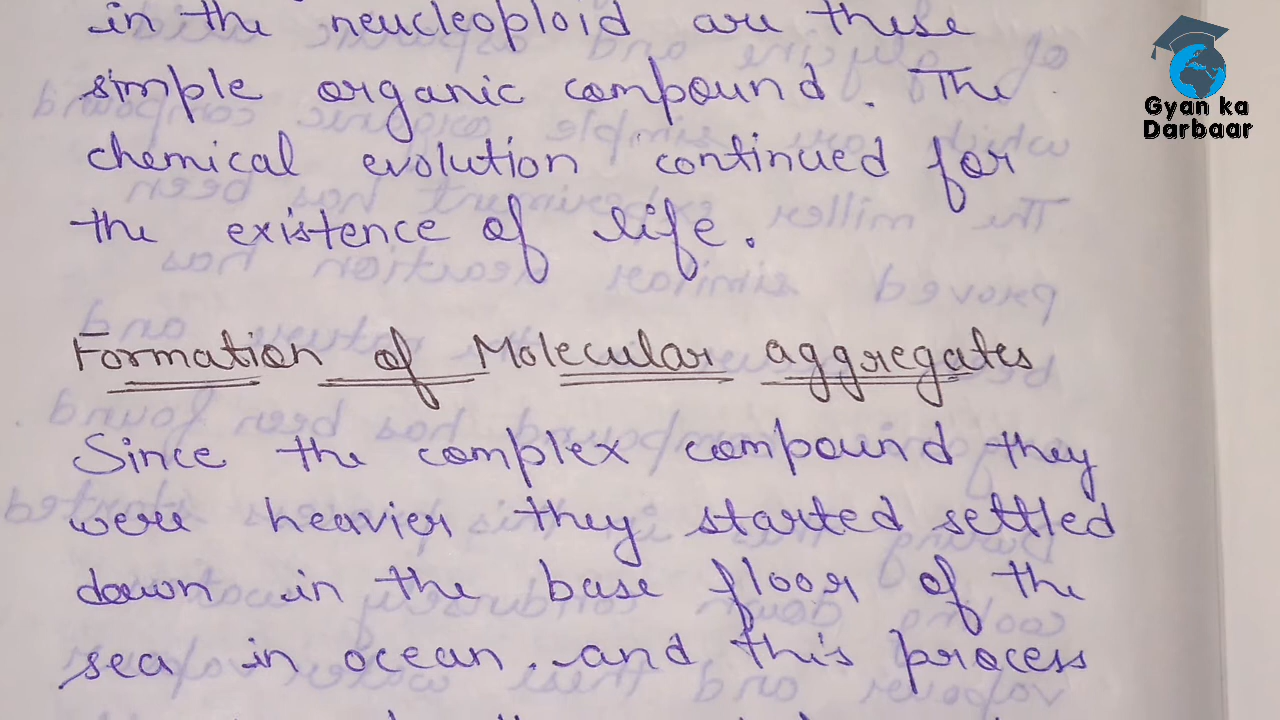 in the neucleoploid are these
simple organic compound. The
chemical evolution continued for
the existence of life.
Formation of Molecular aggregates
Since the complex compound they
were heavier they started settled
down in the base floor of the
sea in ocean. and this process
Gyan ka
Darbaar